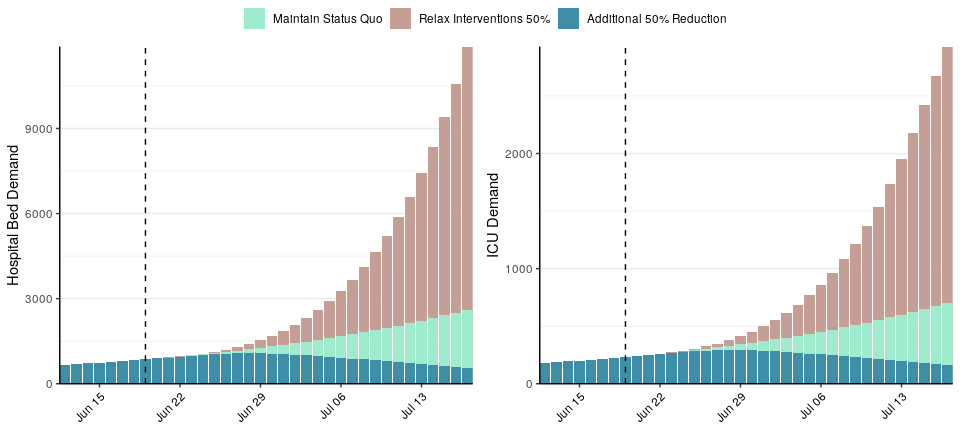 Maintain Status Quo Relax Interventions 50% Additional 50% Reduction
Hospital Bed Demand
9000
6000
3000
0
Jun 15 Jun 22 Jun 29 Jul 06 Jul 13
ICU Demand
2000
1000
0
Jun 15 Jun 22 Jun 29 Jul 06 Jul 13